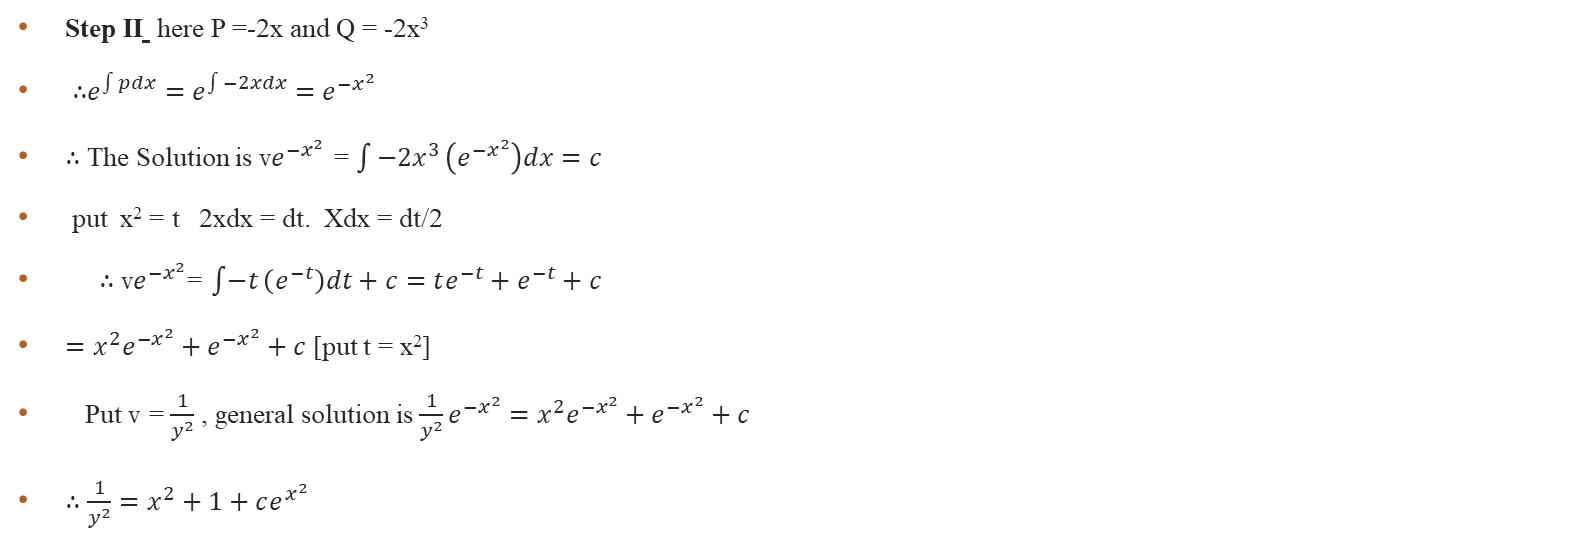 • Step II_ here P =-2x and Q = -2x³
• ∴e^{∫ pdx} = e^{∫ −2xdx} = e^{−x²}
• ∴ The Solution is ve^{−x²} = ∫ −2x³ (e^{−x²})dx = c
• put x² = t 2xdx = dt. Xdx = dt/2
• ∴ ve^{−x²}= ∫−t (e^{−t})dt + c = te^{−t} + e^{−t} + c
• = x²e^{−x²} + e^{−x²} + c [put t = x²]
• Put v = 1/y² , general solution is 1/y² e^{−x²} = x²e^{−x²} + e^{−x²} + c
• ∴ 1/y² = x² + 1 + ce^{x²}